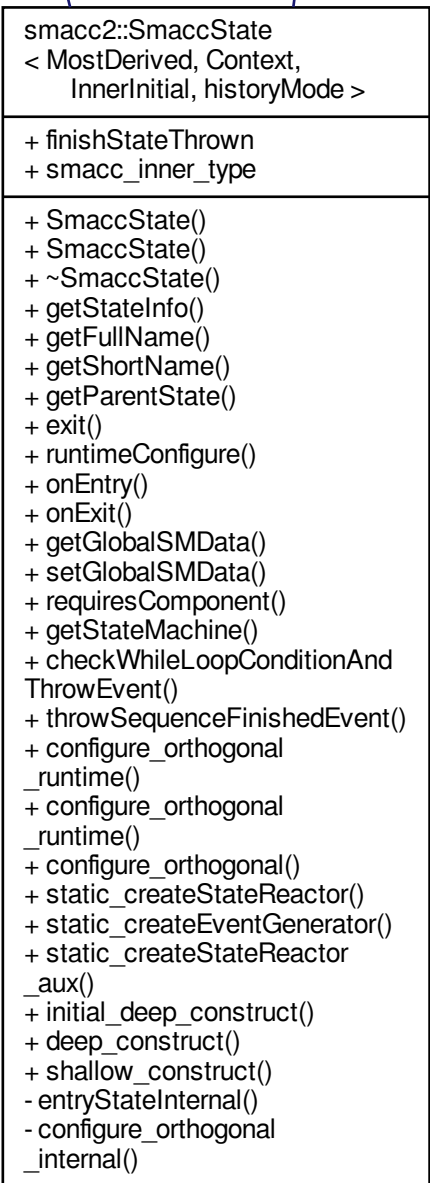 smacc2::SmaccState
< MostDerived, Context,
InnerInitial, historyMode >
+ finishStateThrown
+ smacc_inner_type
+ SmaccState()
+ SmaccState()
+ ~SmaccState()
+ getStateInfo()
+ getFullName()
+ getShortName()
+ getParentState()
+ exit()
+ runtimeConfigure()
+ onEntry()
+ onExit()
+ getGlobalSMData()
+ setGlobalSMData()
+ requiresComponent()
+ getStateMachine()
+ checkWhileLoopConditionAnd
ThrowEvent()
+ throwSequenceFinishedEvent()
+ configure_orthogonal
_runtime()
+ configure_orthogonal
_runtime()
+ configure_orthogonal()
+ static_createStateReactor()
+ static_createEventGenerator()
+ static_createStateReactor
_aux()
+ initial_deep_construct()
+ deep_construct()
+ shallow_construct()
- entryStateInternal()
- configure_orthogonal
_internal()